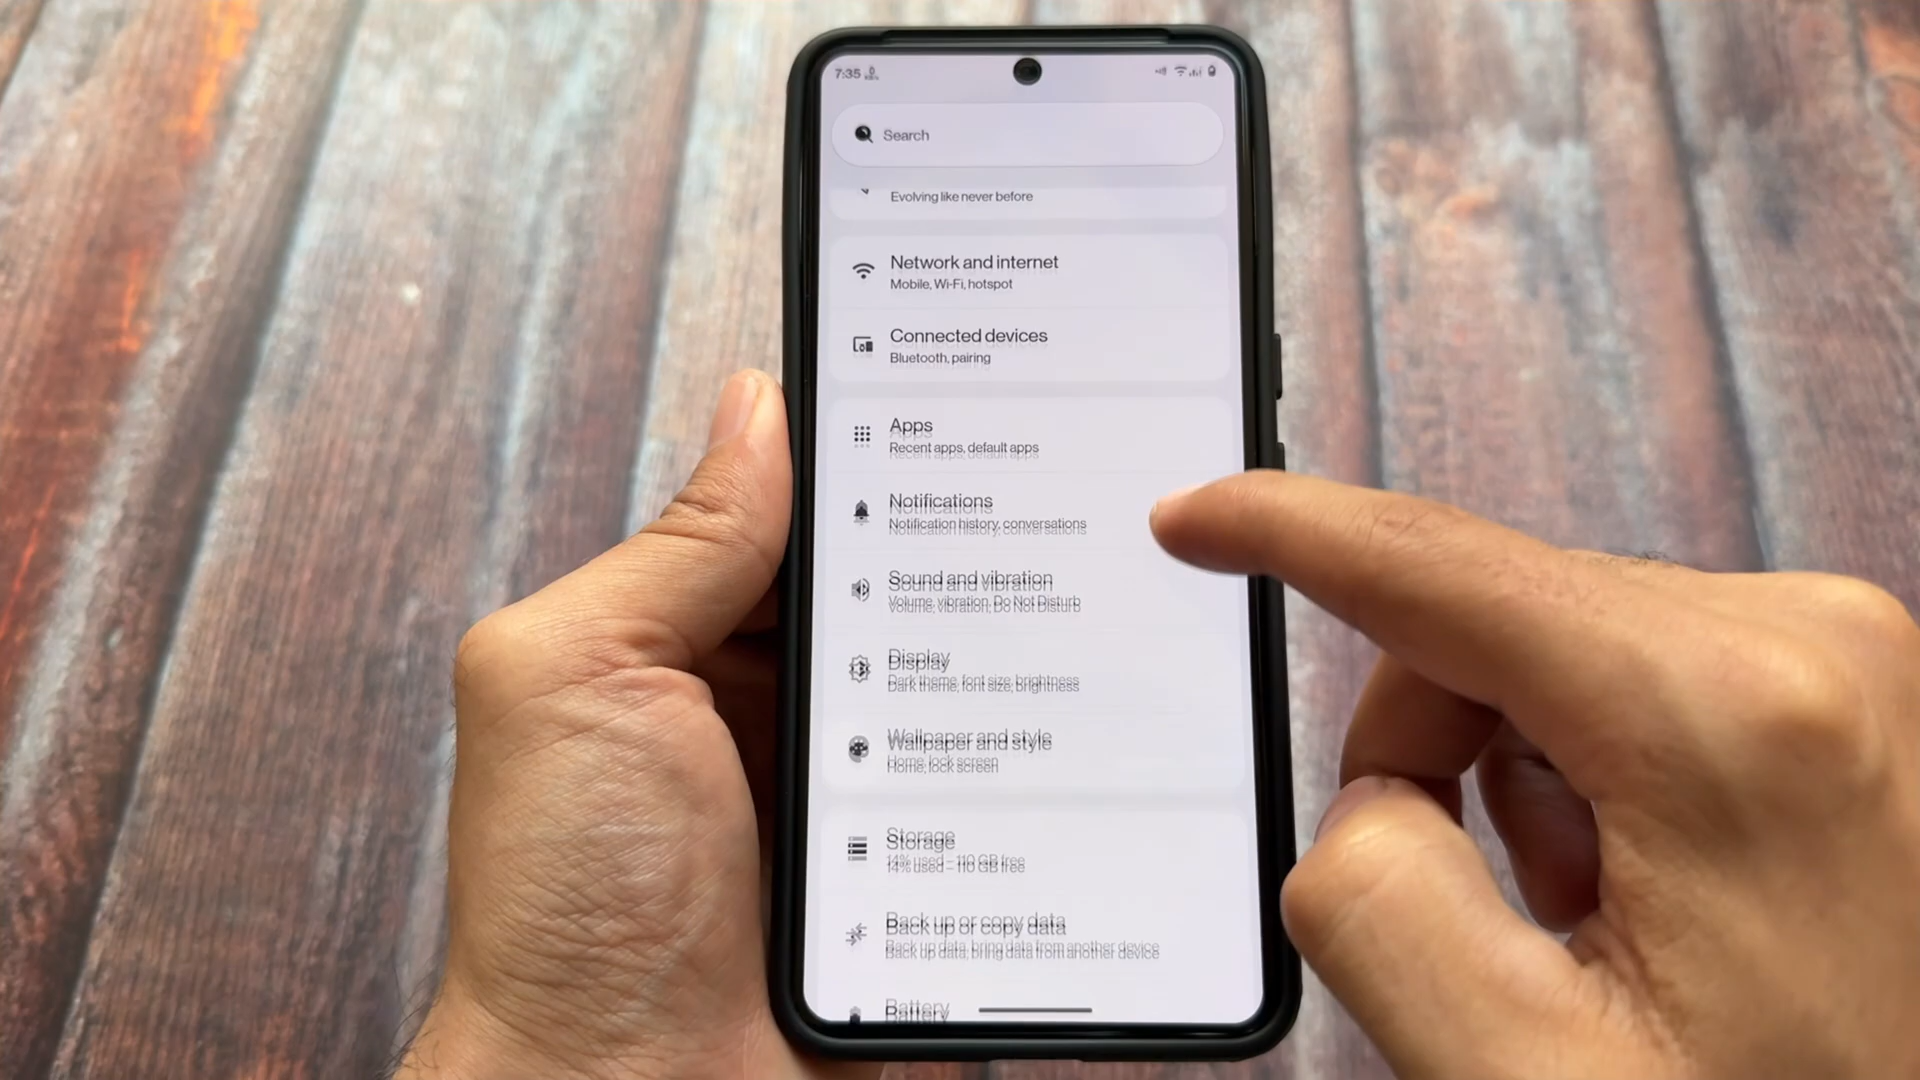 7:35
Search
Evolving like never before
Network and internet
Mobile, Wi-Fi, hotspot
Connected devices
Bluetooth, pairing
Apps
Recent apps, default apps
Notifications
Notification history, conversations
Sound and vibration
Volume, vibration, Do Not Disturb
Display
Dark theme, font size, brightness
Wallpaper and style
Home, lock screen
Storage
14% used – 110 GB free
Back up or copy data
Back up data, bring data from another device
Battery